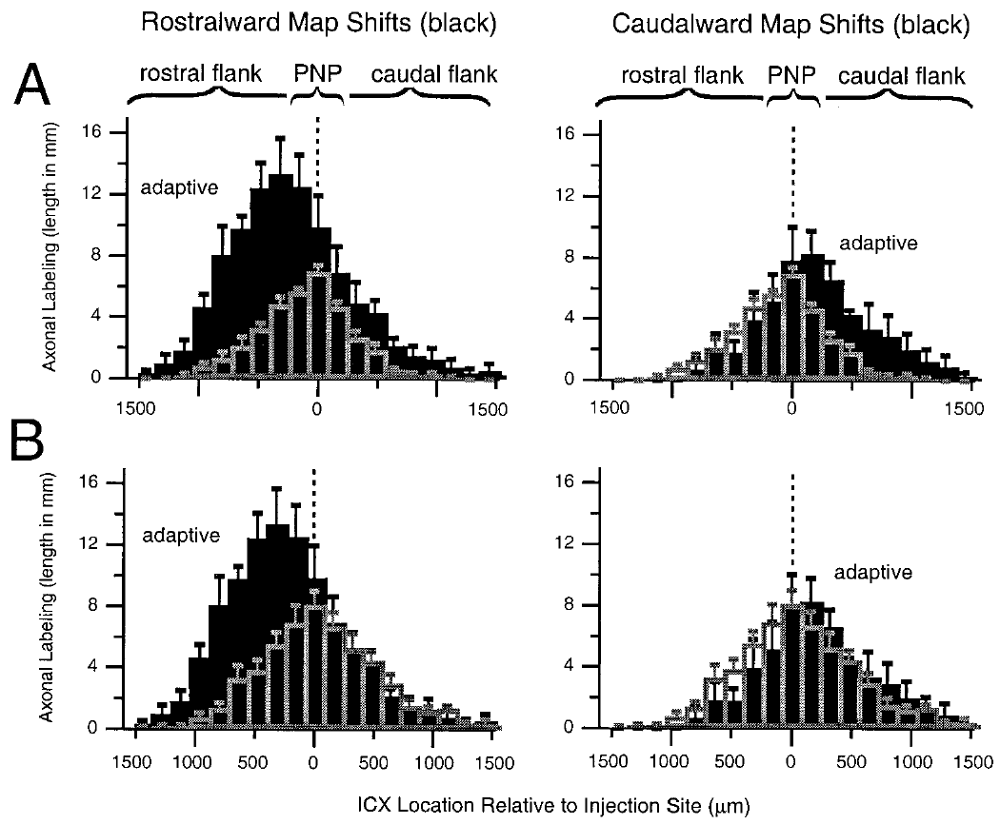 Rostralward Map Shifts (black)
Caudalward Map Shifts (black)
A
rostral flank PNP caudal flank
rostral flank PNP caudal flank
Axonal Labeling (length in mm)
16
12
8
4
0
adaptive
1500 0 1500
16
12
8
4
0
adaptive
1500 0 1500
B
Axonal Labeling (length in mm)
16
12
8
4
0
adaptive
1500 1000 500 0 500 1000 1500
16
12
8
4
0
adaptive
1500 1000 500 0 500 1000 1500
ICX Location Relative to Injection Site (μm)